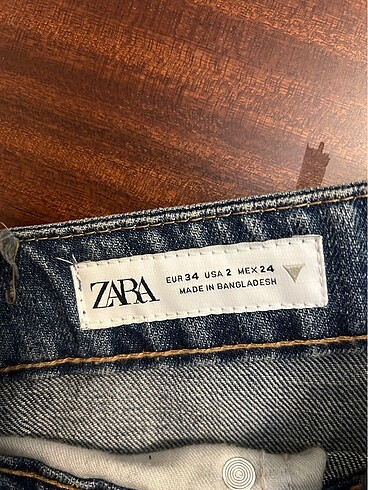 ZARA
EUR 34 USA 2 MEX 24
MADE IN BANGLADESH